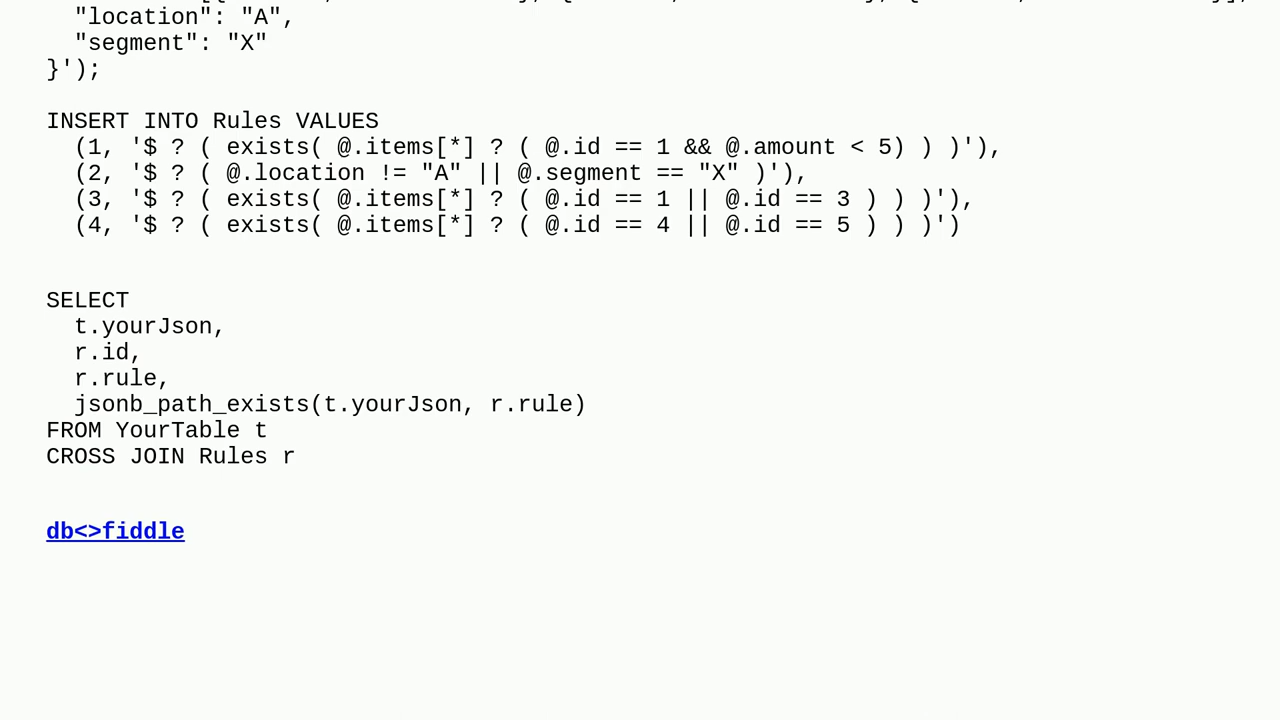 "location": "A",
"segment": "X"
}');
INSERT INTO Rules VALUES
(1, '$ ? ( exists( @.items[*] ? ( @.id == 1 && @.amount < 5) ) )'),
(2, '$ ? ( @.location != "A" || @.segment == "X" )'),
(3, '$ ? ( exists( @.items[*] ? ( @.id == 1 || @.id == 3 ) ) )'),
(4, '$ ? ( exists( @.items[*] ? ( @.id == 4 || @.id == 5 ) ) )')
SELECT
t.yourJson,
r.id,
r.rule,
jsonb_path_exists(t.yourJson, r.rule)
FROM YourTable t
CROSS JOIN Rules r
db<>fiddle